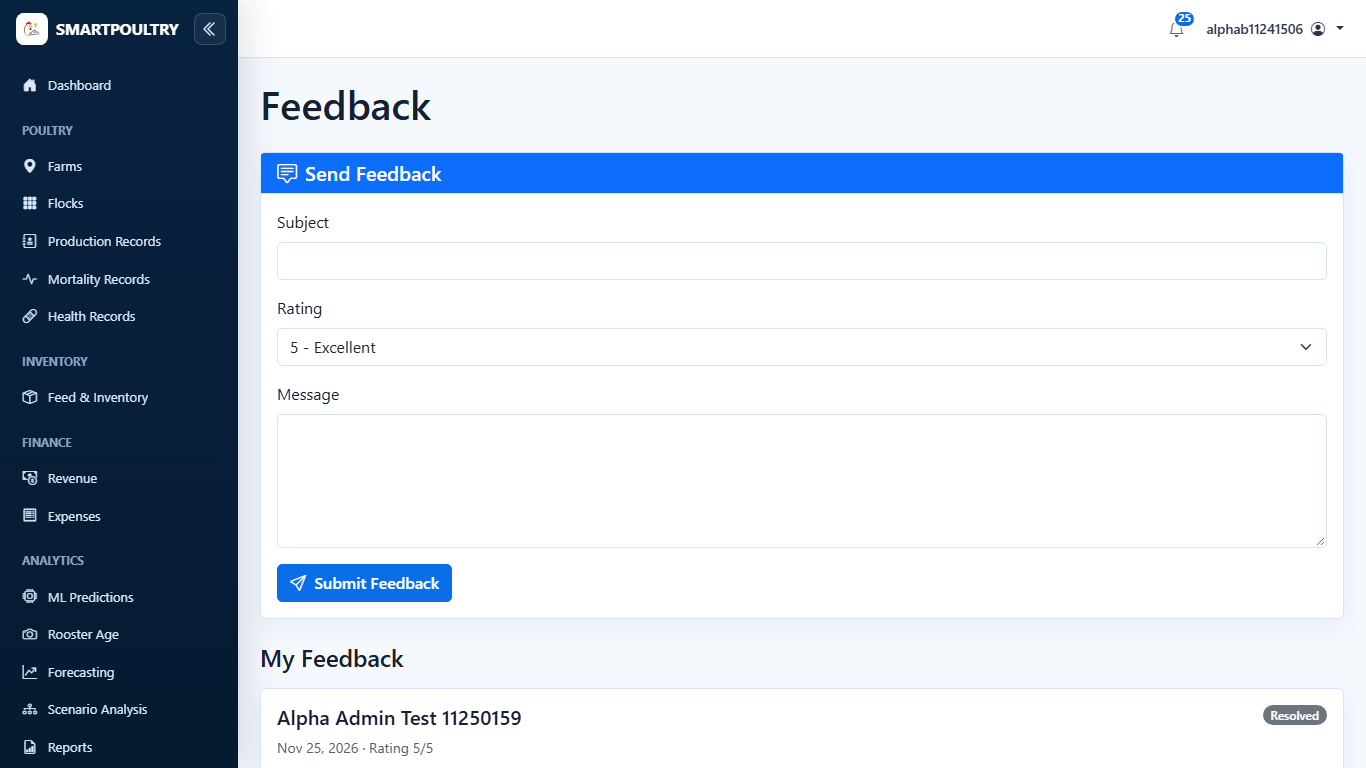 SMARTPOULTRY
25
alphab11241506
Dashboard
POULTRY
Farms
Flocks
Production Records
Mortality Records
Health Records
INVENTORY
Feed & Inventory
FINANCE
Revenue
Expenses
ANALYTICS
ML Predictions
Rooster Age
Forecasting
Scenario Analysis
Reports
Feedback
Send Feedback
Subject
Rating
5 - Excellent
Message
Submit Feedback
My Feedback
Alpha Admin Test 11250159
Resolved
Nov 25, 2026 · Rating 5/5